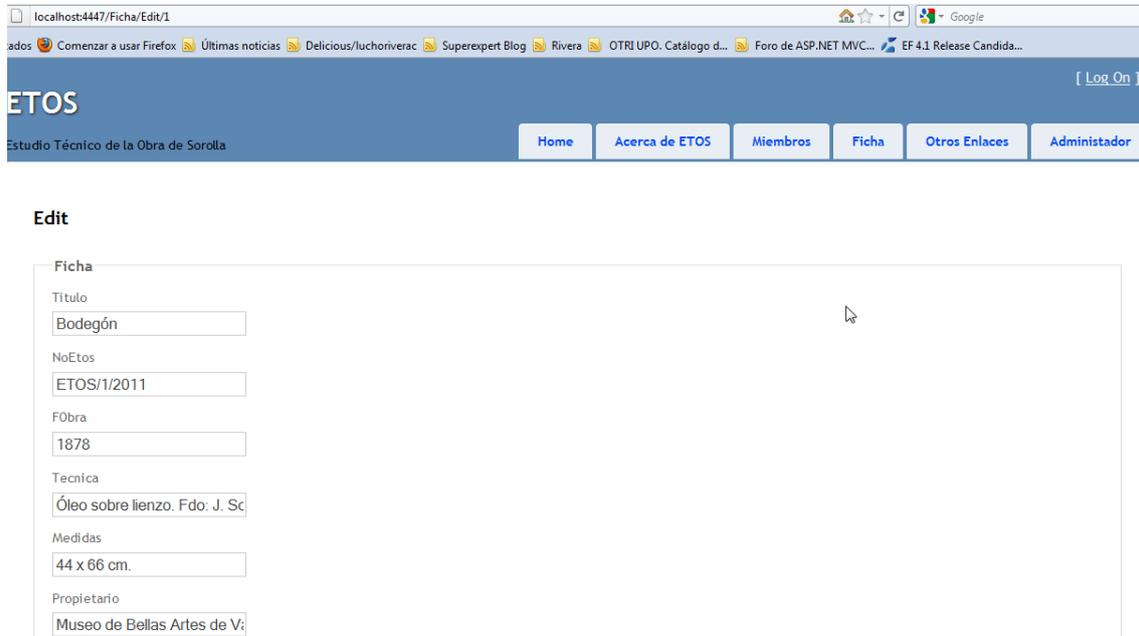 localhost:4447/Ficha/Edit/1 Google
ados Comenzar a usar Firefox Últimas noticias Delicious/luchoriverac Superexpert Blog Rivera OTRI UPO. Catálogo d... Foro de ASP.NET MVC... EF 4.1 Release Candida...
[ Log On ]
ETOS
Estudio Técnico de la Obra de Sorolla
Home Acerca de ETOS Miembros Ficha Otros Enlaces Administador
Edit
Ficha
Titulo
Bodegón
NoEtos
ETOS/1/2011
FObra
1878
Tecnica
Óleo sobre lienzo. Fdo: J. So
Medidas
44 x 66 cm.
Propietario
Museo de Bellas Artes de Va